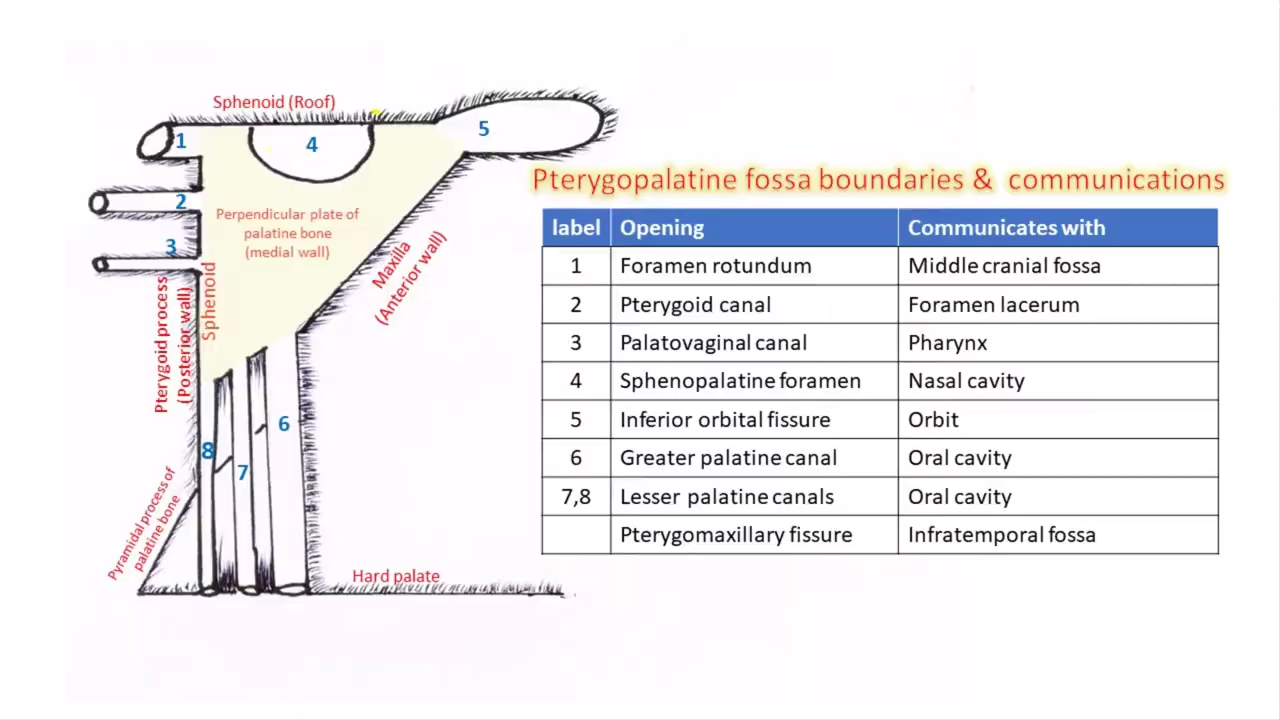 Sphenoid (Roof)
1
4
5
2
3
Perpendicular plate of
palatine bone
(medial wall)
Maxilla
(Anterior wall)
Sphenoid
Pterygoid process
(Posterior wall)
6
8
7
Pyramidal process of
palatine bone
Hard palate
Pterygopalatine fossa boundaries & communications
label Opening Communicates with
1 Foramen rotundum Middle cranial fossa
2 Pterygoid canal Foramen lacerum
3 Palatovaginal canal Pharynx
4 Sphenopalatine foramen Nasal cavity
5 Inferior orbital fissure Orbit
6 Greater palatine canal Oral cavity
7,8 Lesser palatine canals Oral cavity
Pterygomaxillary fissure Infratemporal fossa